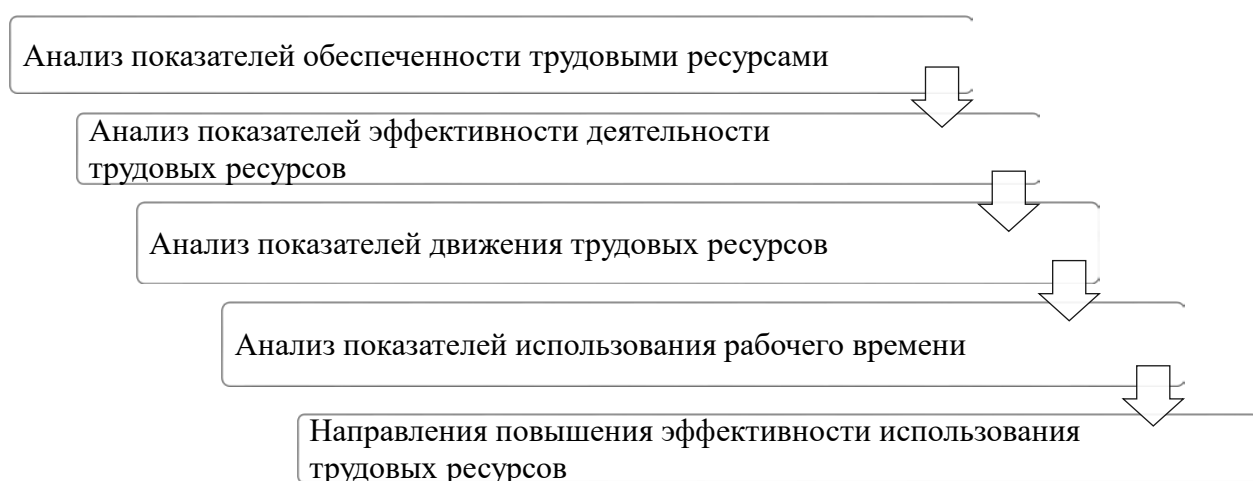 Анализ показателей обеспеченности трудовыми ресурсами
Анализ показателей эффективности деятельности
трудовых ресурсов
Анализ показателей движения трудовых ресурсов
Анализ показателей использования рабочего времени
Направления повышения эффективности использования
трудовых ресурсов